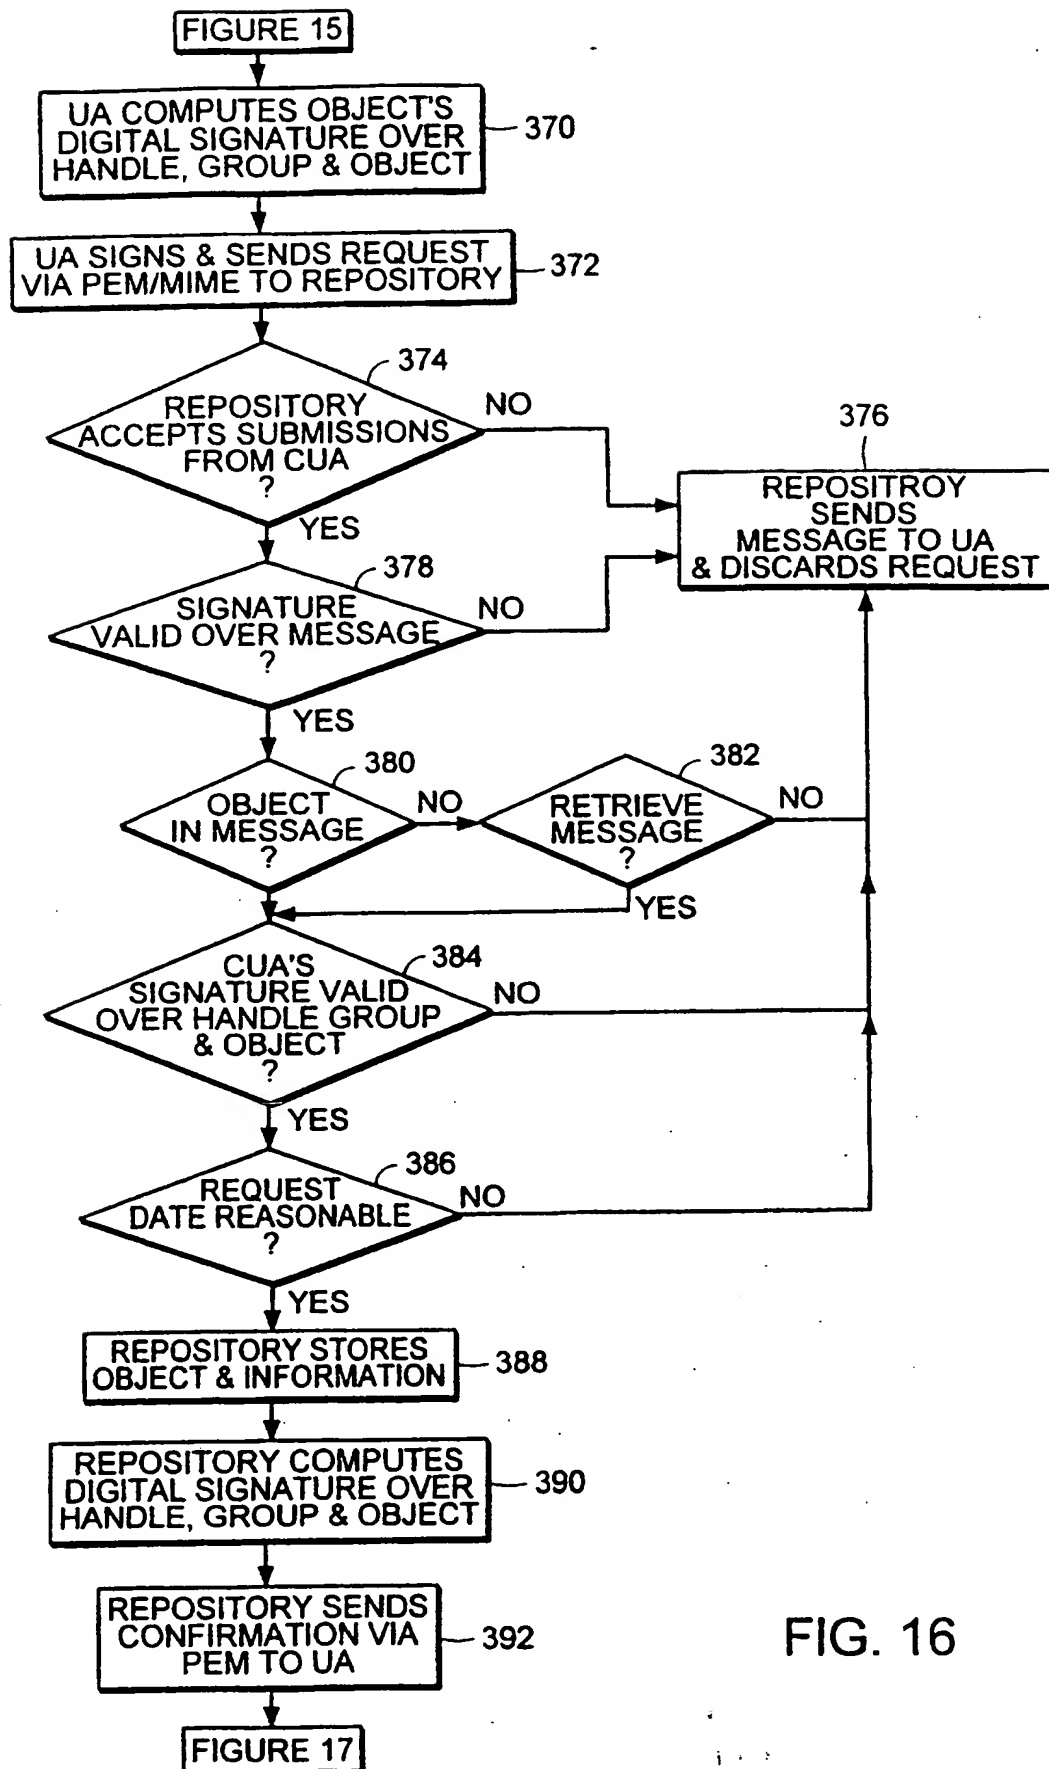 FIGURE 15
UA COMPUTES OBJECT'S
DIGITAL SIGNATURE OVER
HANDLE, GROUP & OBJECT
370
UA SIGNS & SENDS REQUEST
VIA PEM/MIME TO REPOSITORY
372
374
REPOSITORY
ACCEPTS SUBMISSIONS
FROM CUA
?
NO
YES
376
REPOSITROY
SENDS
MESSAGE TO UA
& DISCARDS REQUEST
378
SIGNATURE
VALID OVER MESSAGE
?
NO
YES
380
OBJECT
IN MESSAGE
?
NO
382
RETRIEVE
MESSAGE
?
NO
YES
384
CUA'S
SIGNATURE VALID
OVER HANDLE GROUP
& OBJECT
?
NO
YES
386
REQUEST
DATE REASONABLE
?
NO
YES
REPOSITORY STORES
OBJECT & INFORMATION
388
REPOSITORY COMPUTES
DIGITAL SIGNATURE OVER
HANDLE, GROUP & OBJECT
390
REPOSITORY SENDS
CONFIRMATION VIA
PEM TO UA
392
FIGURE 17
FIG. 16